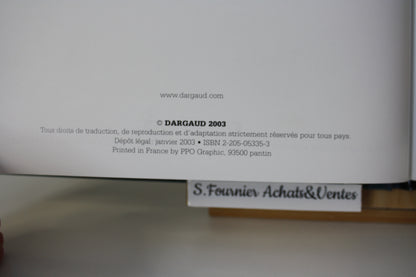 www.dargaud.com
© DARGAUD 2003
Tous droits de traduction, de reproduction et d'adaptation strictement réservés pour tous pays.
Dépôt légal: janvier 2003 • ISBN 2-205-05335-3
Printed in France by PPO Graphic, 93500 pantin
S.Fournier Achats&Ventes